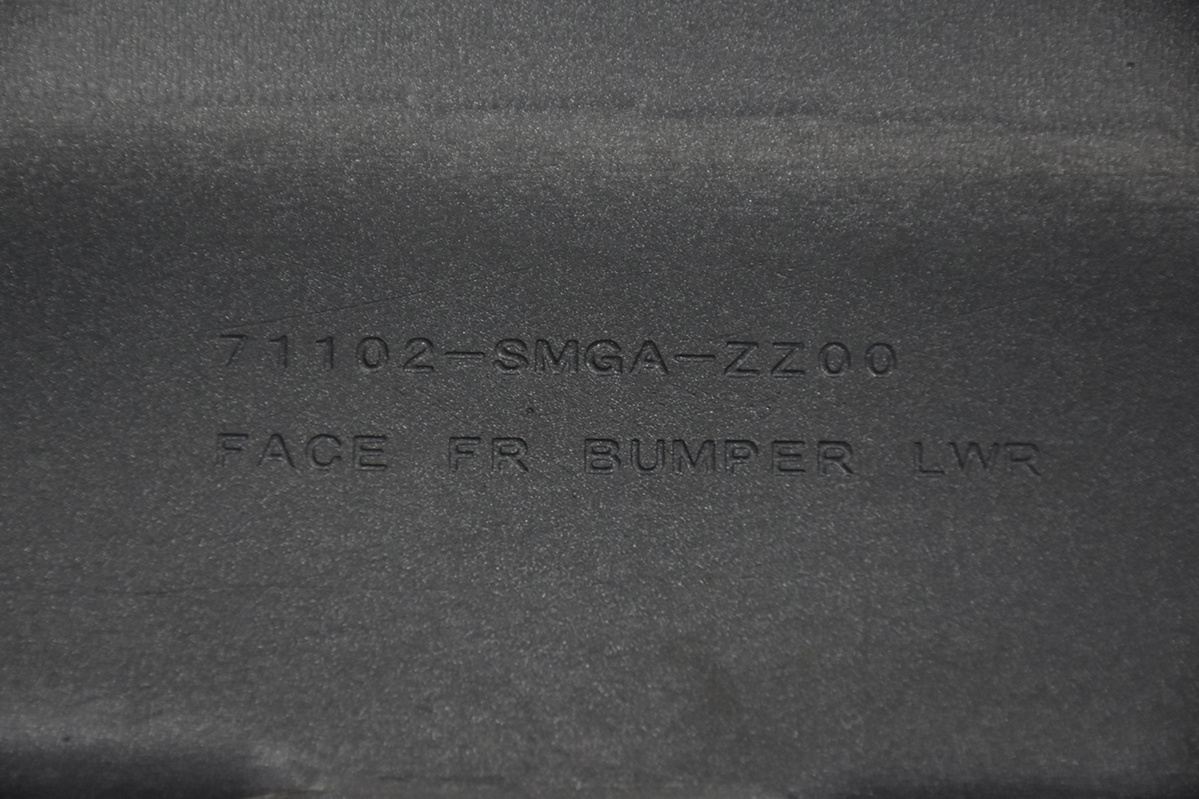 71102-SMGA-ZZ00
FACE FR BUMPER LWR